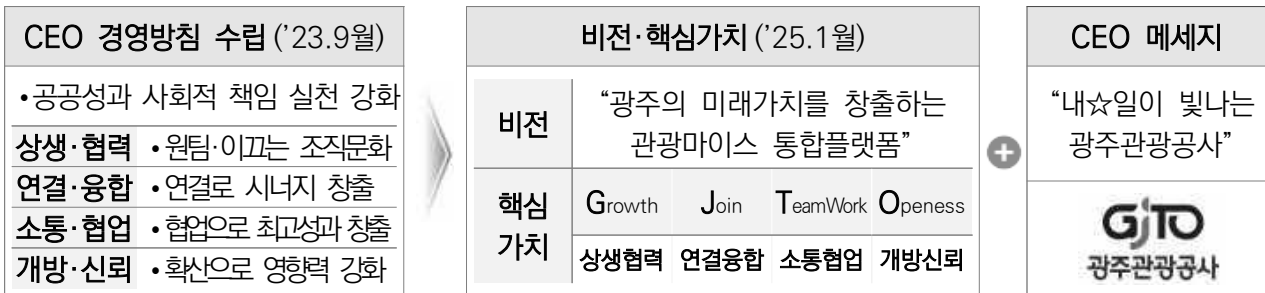 CEO 경영방침 수립 ('23.9월)
•공공성과 사회적 책임 실천 강화
상생·협력 •원팀·이끄는 조직문화
연결·융합 •연결로 시너지 창출
소통·협업 •협업으로 최고성과 창출
개방·신뢰 •확산으로 영향력 강화
비전·핵심가치 ('25.1월)
비전
“광주의 미래가치를 창출하는
관광마이스 통합플랫폼”
핵심
가치
Growth Join TeamWork Openess
상생협력 연결융합 소통협업 개방신뢰
+
CEO 메세지
“내☆일이 빛나는
광주관광공사”
GJTO
광주관광공사